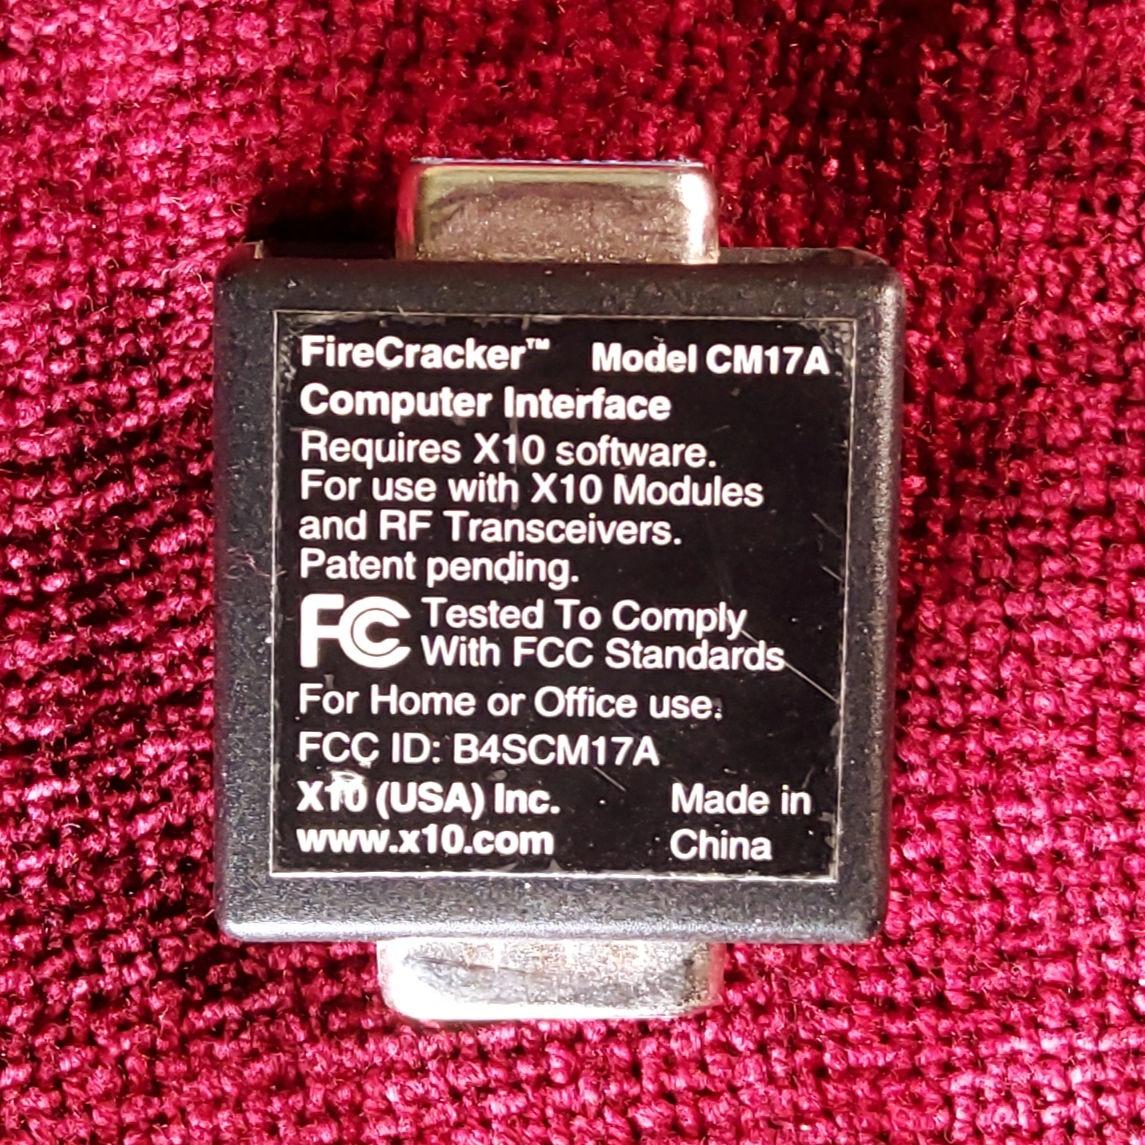 FireCracker™ Model CM17A
Computer Interface
Requires X10 software.
For use with X10 Modules
and RF Transceivers.
Patent pending.
FC Tested To Comply
With FCC Standards
For Home or Office use.
FCC ID: B4SCM17A
X10 (USA) Inc. Made in
www.x10.com China